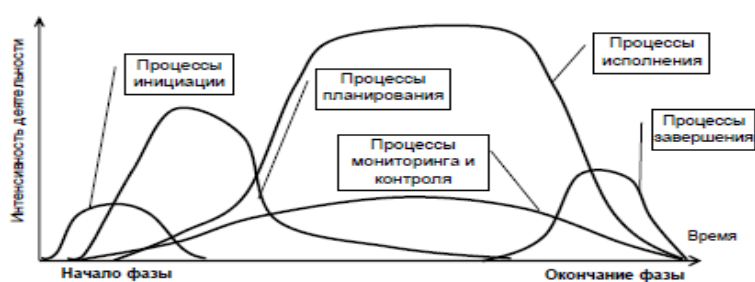 Интенсивность деятельности
Процессы
инициации
Процессы
планирования
Процессы
исполнения
Процессы
мониторинга и
контроля
Процессы
завершения
Время
Начало фазы
Окончание фазы